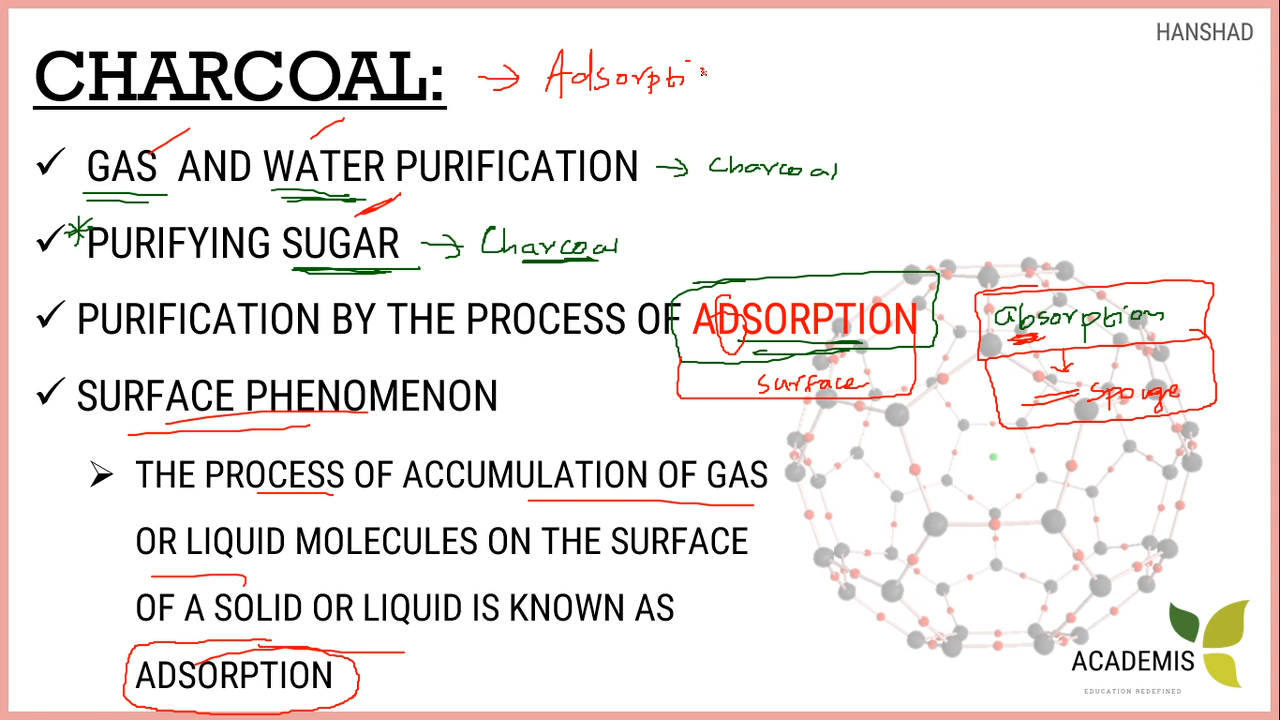 HANSHAD
CHARCOAL: → Adsorpti
✓ GAS AND WATER PURIFICATION → charcoal
✓ * PURIFYING SUGAR → Charcoal
✓ PURIFICATION BY THE PROCESS OF ADSORPTION absorption
surface
sponge
✓ SURFACE PHENOMENON
➢ THE PROCESS OF ACCUMULATION OF GAS
OR LIQUID MOLECULES ON THE SURFACE
OF A SOLID OR LIQUID IS KNOWN AS
ADSORPTION
ACADEMIS
EDUCATION REDEFINED